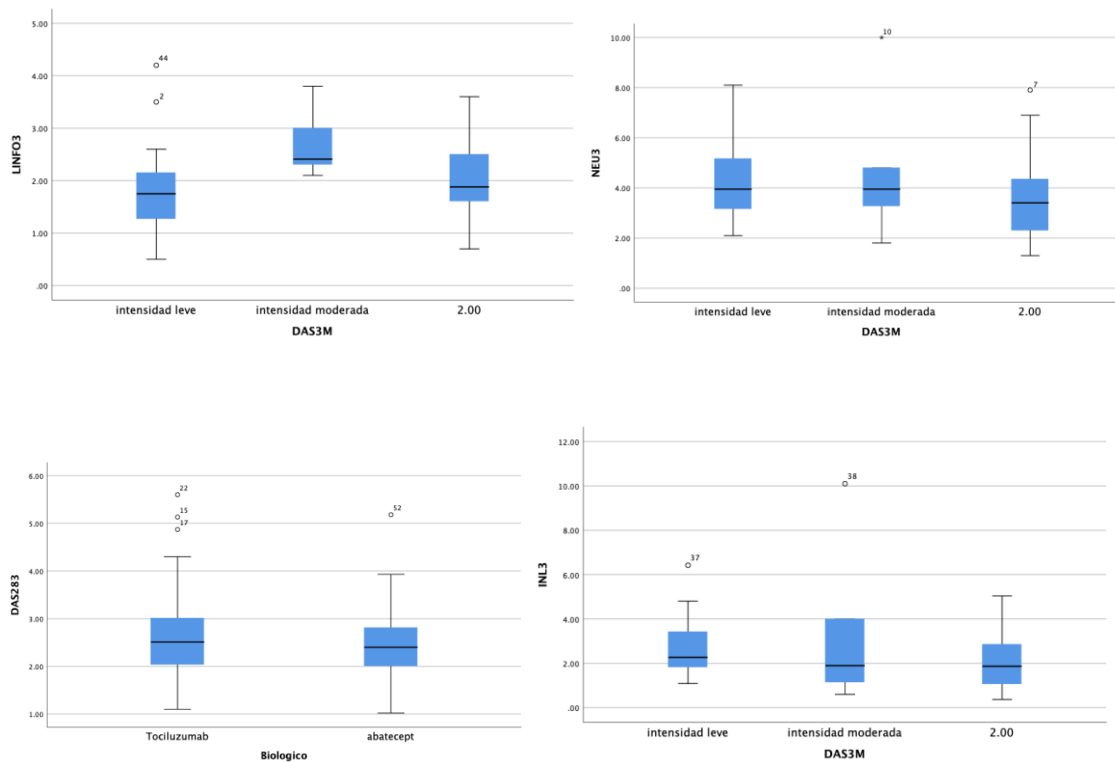 5.00
44
4.00
2
3.00
2.00
1.00
.00
LINFO3
intensidad leve intensidad moderada 2.00
DAS3M
10.00
10
8.00
7
6.00
4.00
2.00
.00
NEU3
intensidad leve intensidad moderada 2.00
DAS3M
6.00
22
15
52
5.00
17
4.00
3.00
2.00
1.00
DAS283
Tociluzumab abatecept
Biologico
12.00
10.00
38
8.00
37
6.00
4.00
2.00
.00
INL3
intensidad leve intensidad moderada 2.00
DAS3M